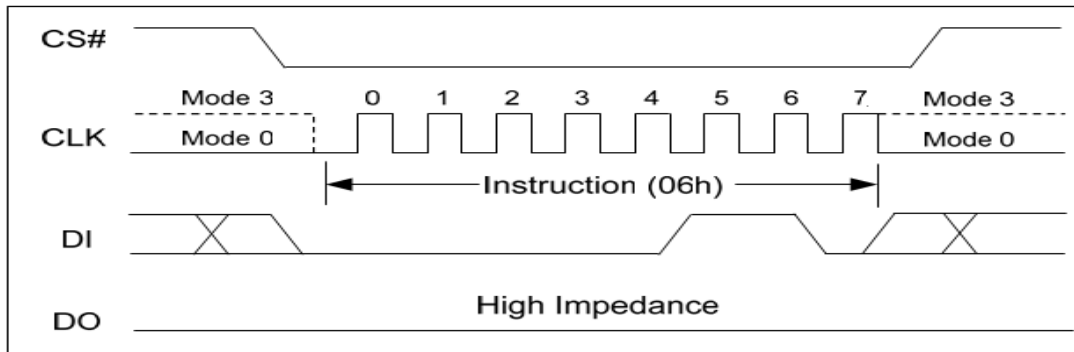 CS#
Mode 3 0 1 2 3 4 5 6 7 Mode 3
CLK Mode 0 Mode 0
Instruction (06h)
DI
High Impedance
DO